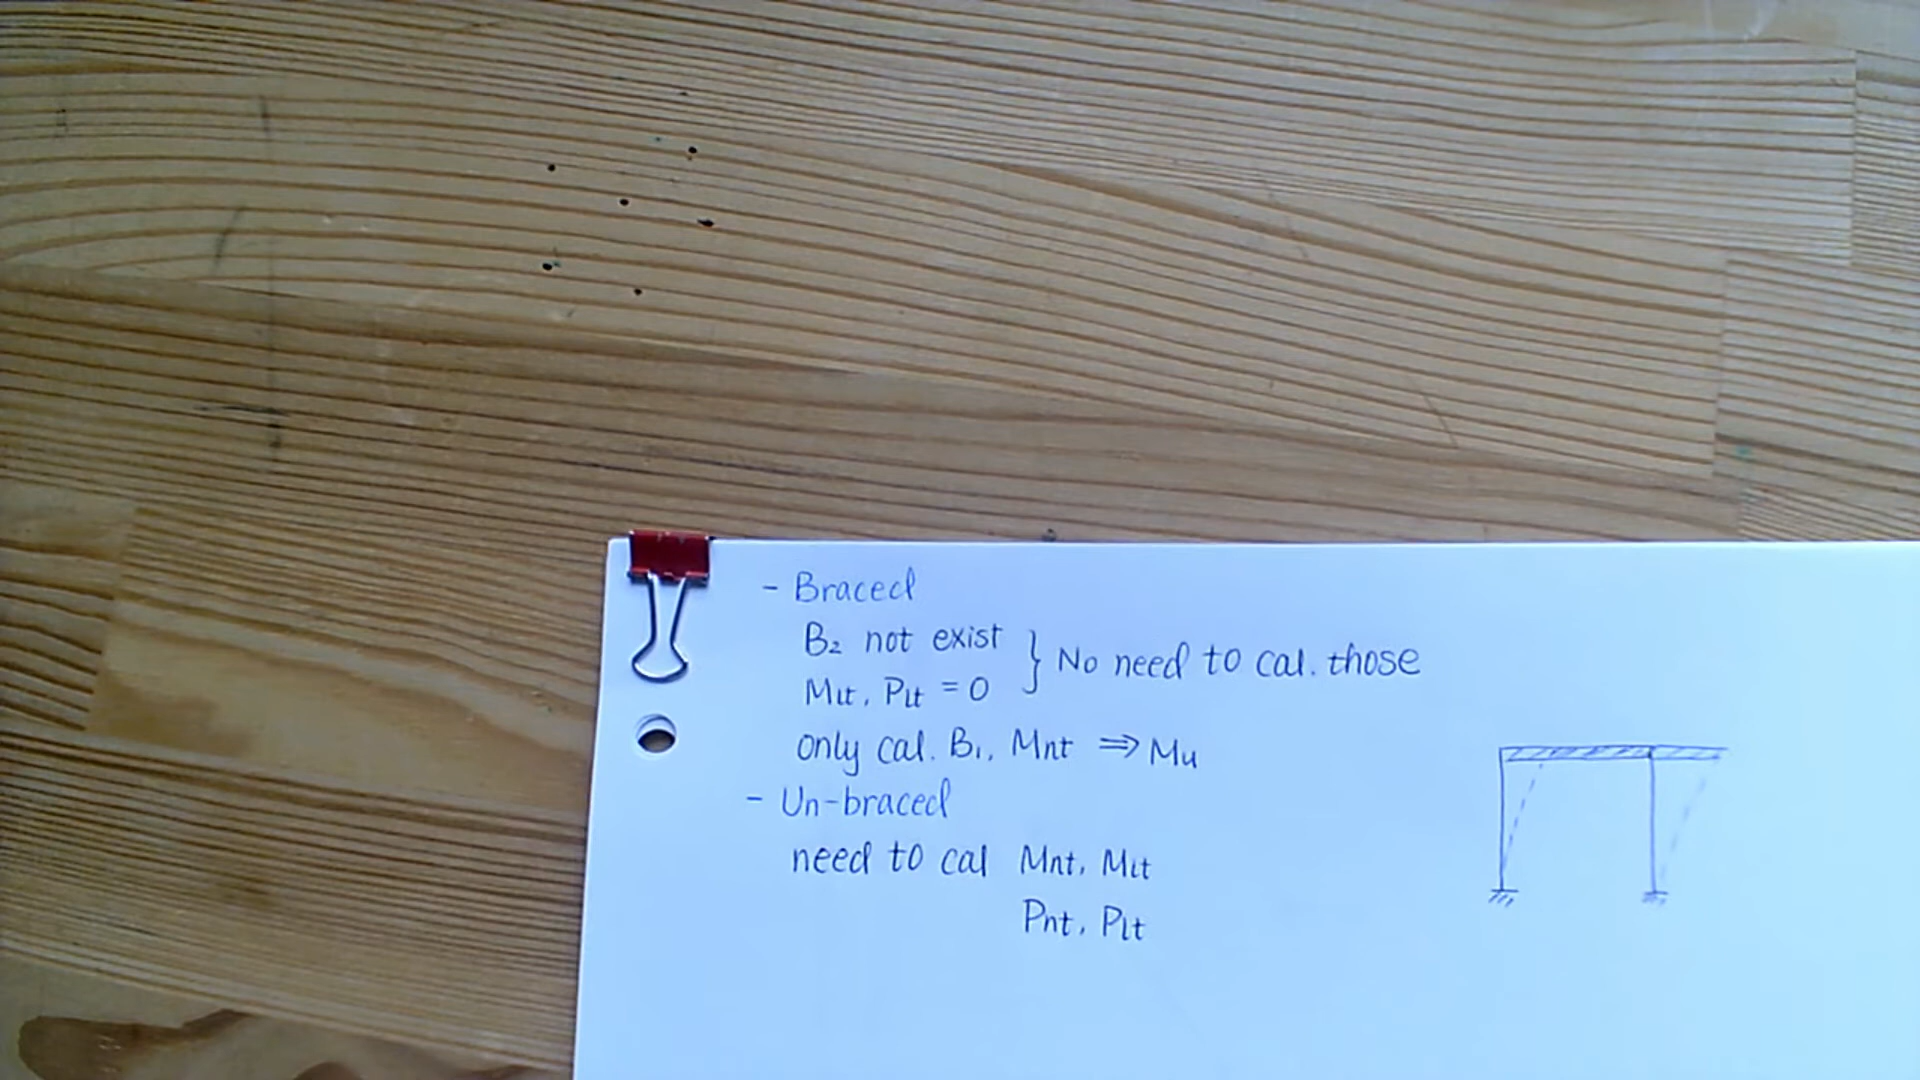 - Braced
B₂ not exist } No need to cal. those
Mlt, Plt = 0
only cal. B₁, Mnt ⇒ Mu
- Un-braced
need to cal Mnt, Mlt
Pnt, Plt